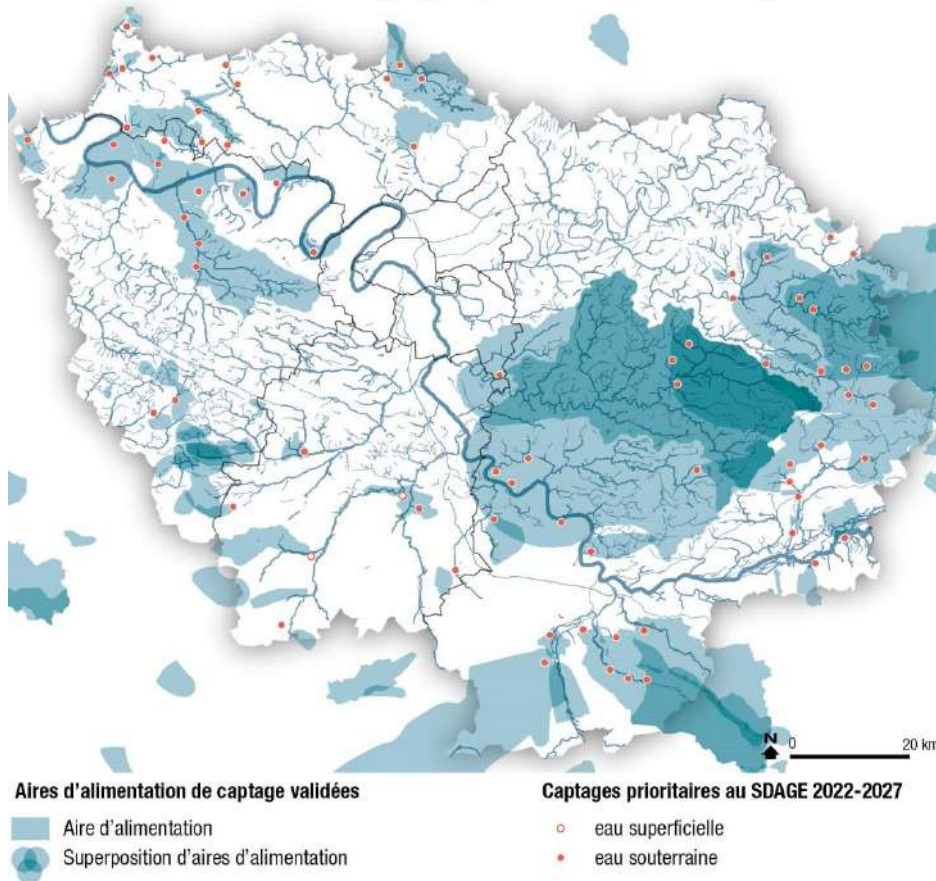 N
0
20 km
Aires d'alimentation de captage validées
Aire d'alimentation
Superposition d'aires d'alimentation
Captages prioritaires au SDAGE 2022-2027
eau superficielle
eau souterraine